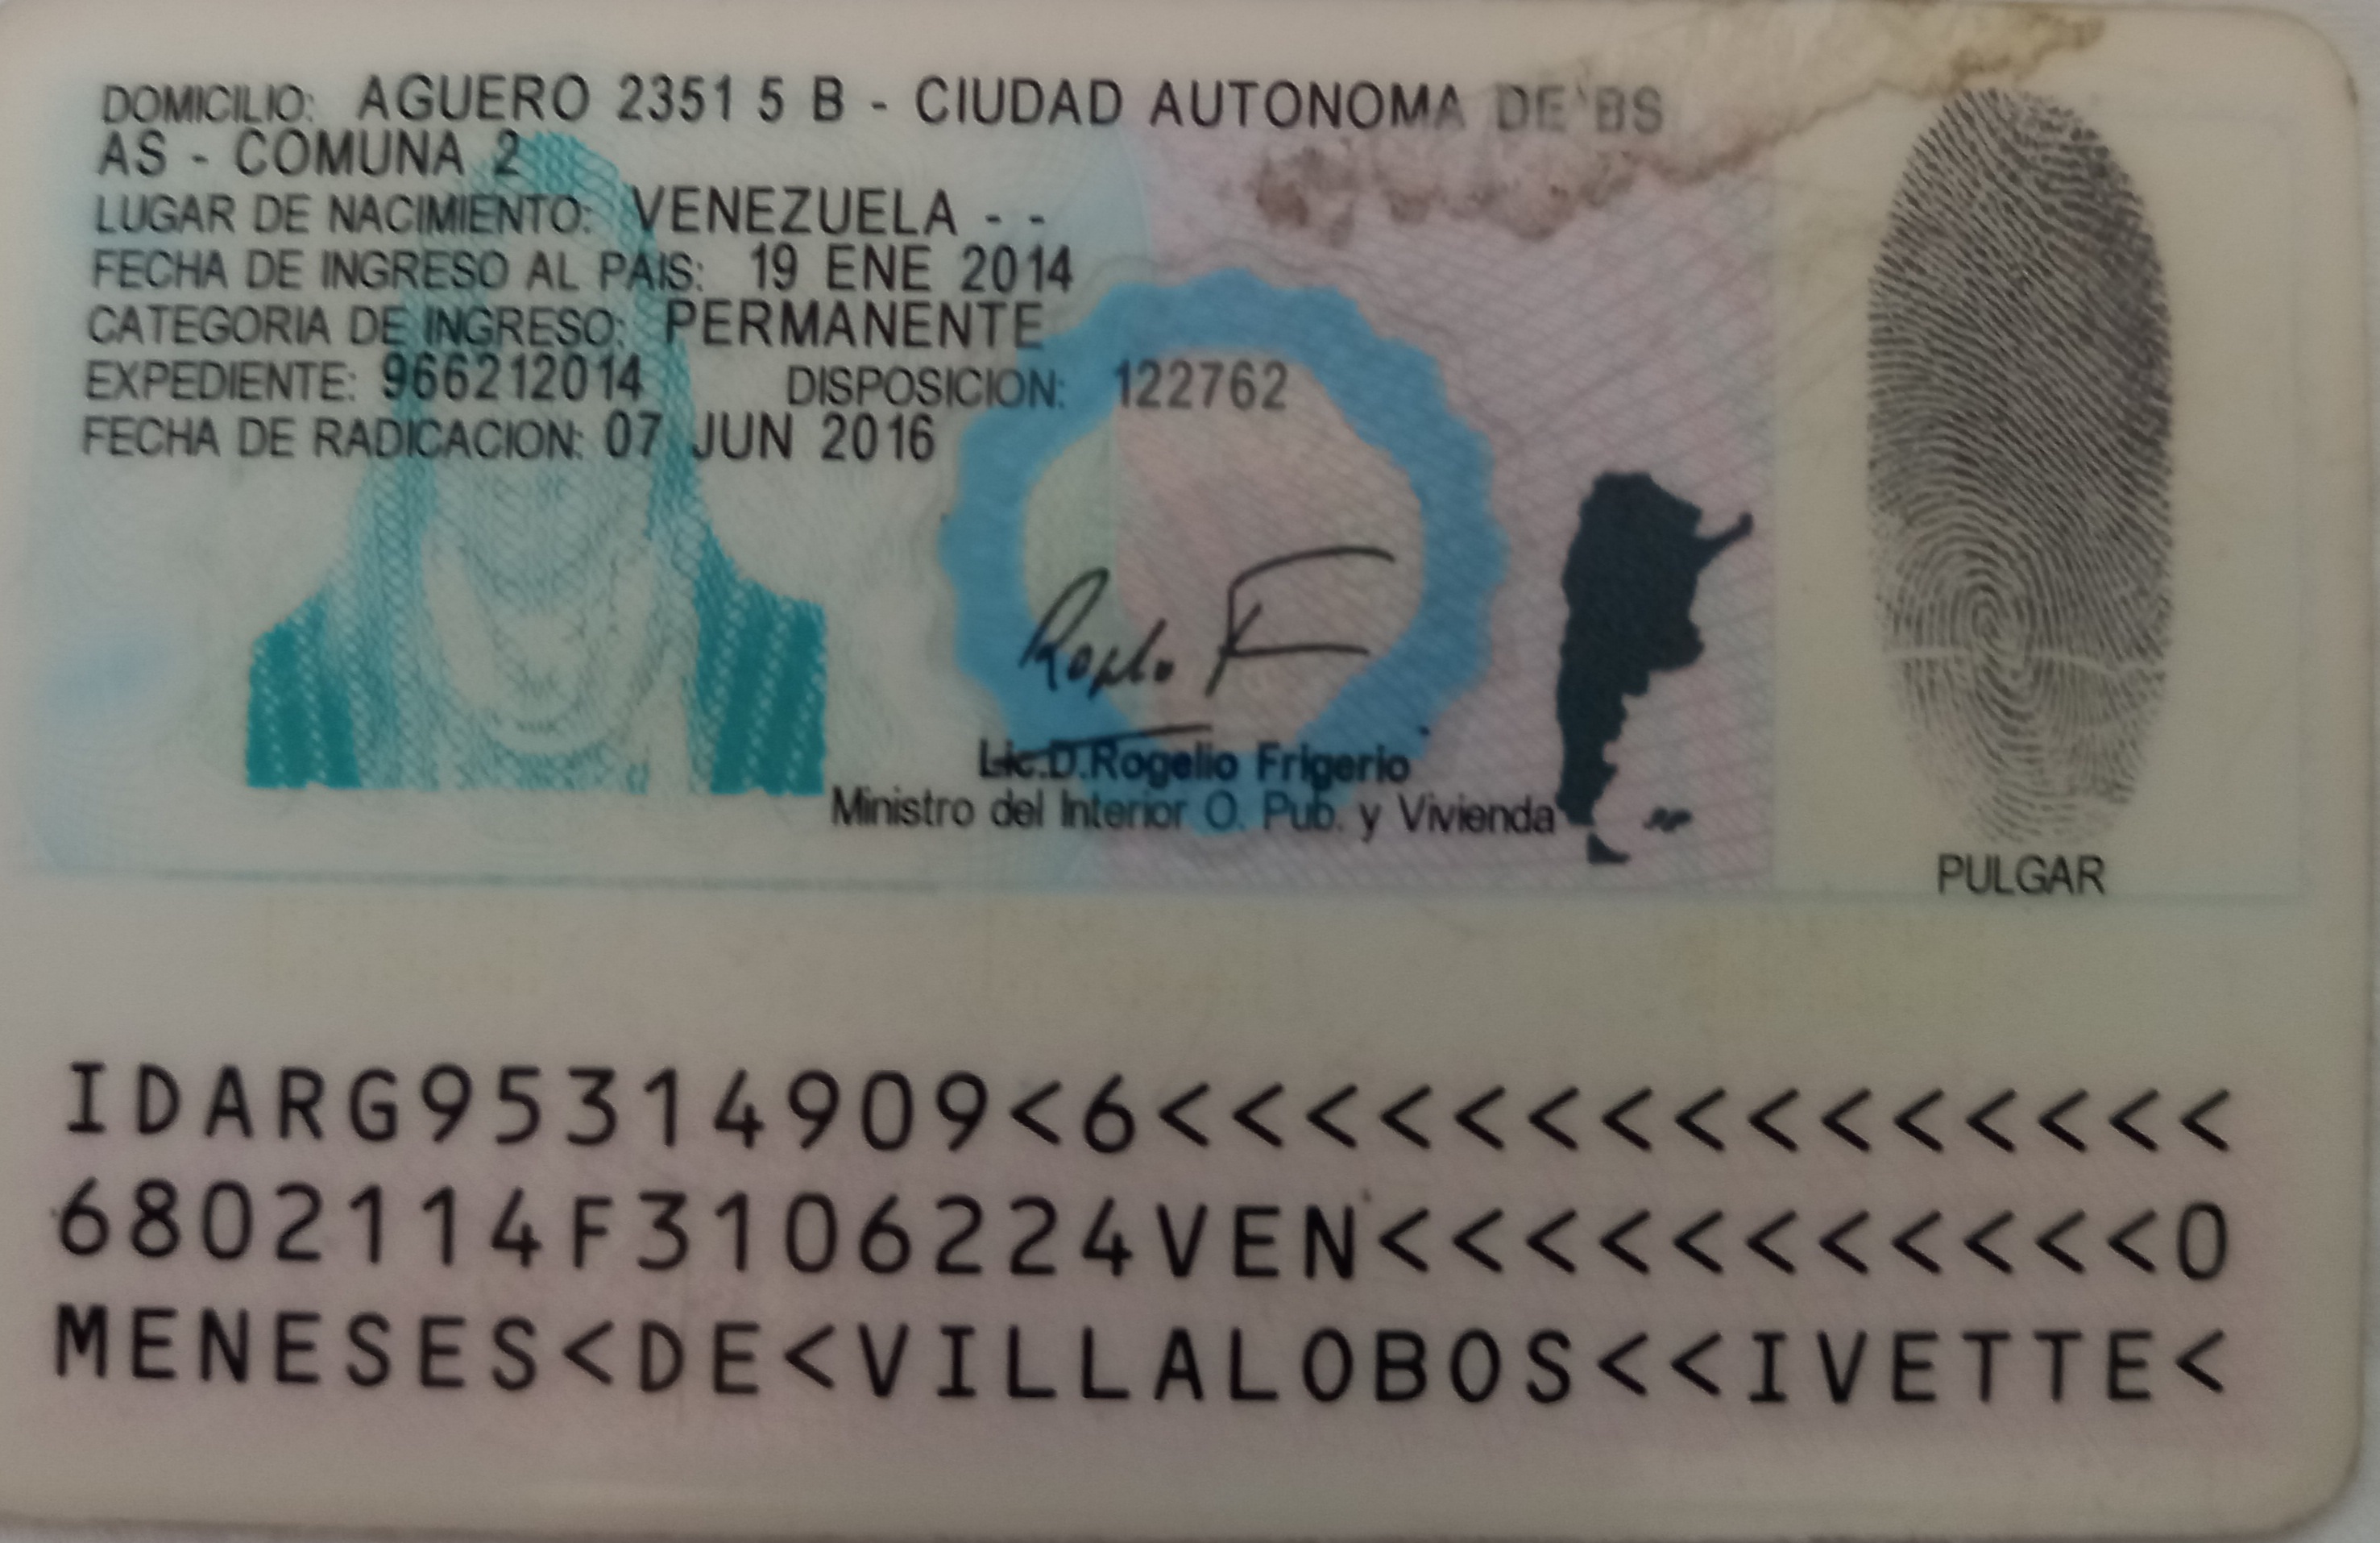 DOMICILIO: AGUERO 2351 5 B - CIUDAD AUTONOMA DE BS
AS - COMUNA 2
LUGAR DE NACIMIENTO: VENEZUELA - -
FECHA DE INGRESO AL PAIS: 19 ENE 2014
CATEGORIA DE INGRESO: PERMANENTE
EXPEDIENTE: 966212014 DISPOSICION: 122762
FECHA DE RADICACION: 07 JUN 2016
Rogelio F
Lic.D.Rogelio Frigerio
Ministro del Interior O. Pub. y Vivienda
PULGAR
IDARG95314909<6<<<<<<<<<<<<<<<
6802114F3106224VEN<<<<<<<<<<<0
MENESES<DE<VILLALOBOS<<IVETTE<